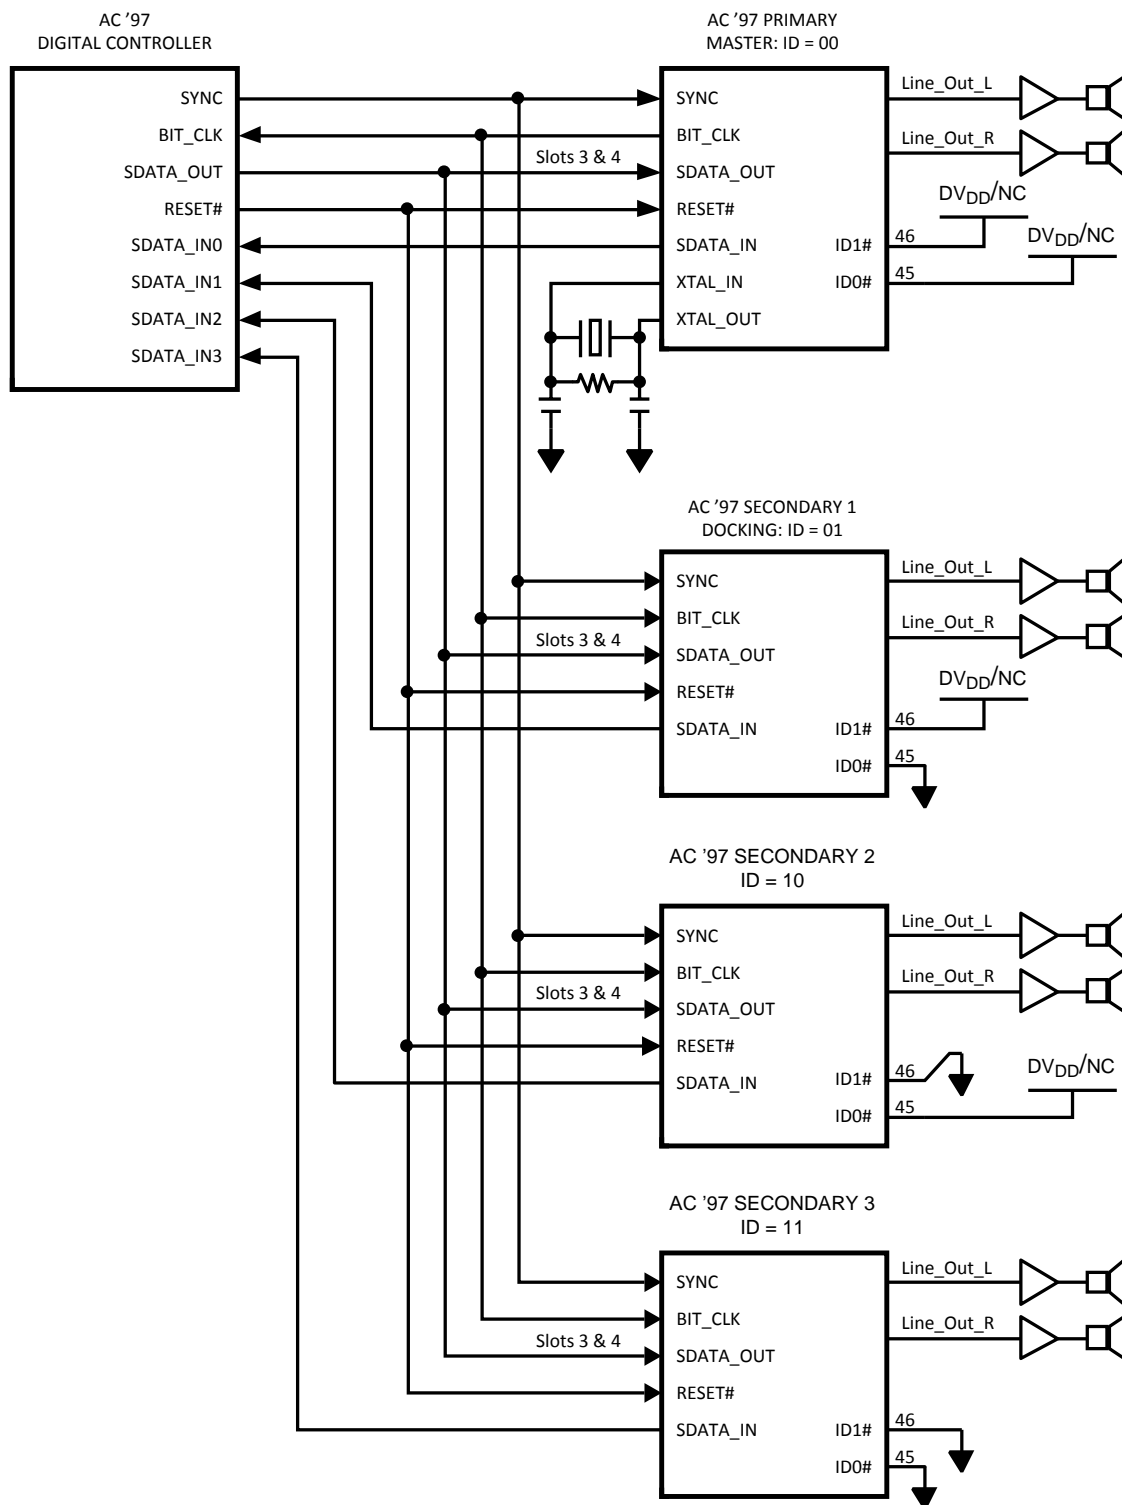 AC ’97
DIGITAL CONTROLLER
SYNC
BIT_CLK
SDATA_OUT
RESET#
SDATA_IN0
SDATA_IN1
SDATA_IN2
SDATA_IN3
AC ’97 PRIMARY
MASTER: ID = 00
Slots 3 & 4
SYNC
BIT_CLK
SDATA_OUT
RESET#
SDATA_IN
XTAL_IN
XTAL_OUT
ID1#
ID0#
Line_Out_L
Line_Out_R
DVDD/NC
46
DVDD/NC
45
AC ’97 SECONDARY 1
DOCKING: ID = 01
Slots 3 & 4
SYNC
BIT_CLK
SDATA_OUT
RESET#
SDATA_IN
ID1#
ID0#
Line_Out_L
Line_Out_R
DVDD/NC
46
45
AC ’97 SECONDARY 2
ID = 10
Slots 3 & 4
SYNC
BIT_CLK
SDATA_OUT
RESET#
SDATA_IN
ID1#
ID0#
Line_Out_L
Line_Out_R
46
DVDD/NC
45
AC ’97 SECONDARY 3
ID = 11
Slots 3 & 4
SYNC
BIT_CLK
SDATA_OUT
RESET#
SDATA_IN
ID1#
ID0#
Line_Out_L
Line_Out_R
46
45